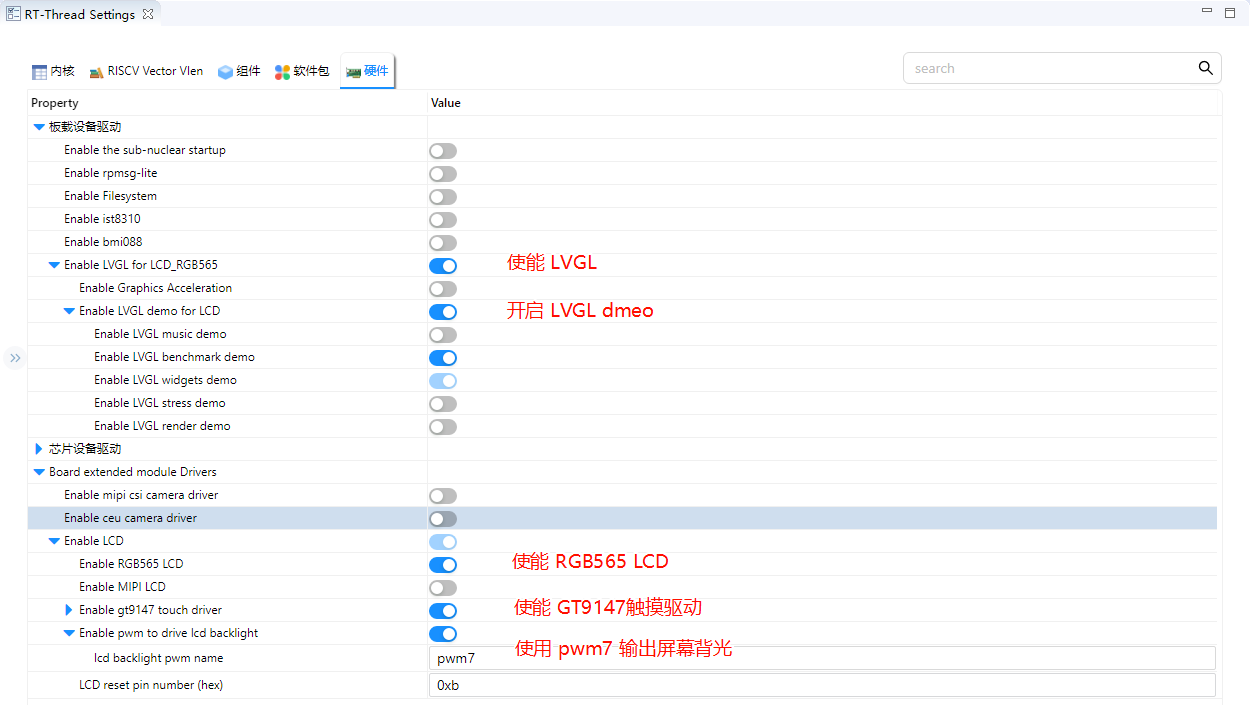 RT-Thread Settings
内核 RISCV Vector Vlen 组件 软件包 硬件 search
Property Value
板载设备驱动
Enable the sub-nuclear startup
Enable rpmsg-lite
Enable Filesystem
Enable ist8310
Enable bmi088
Enable LVGL for LCD_RGB565 使能 LVGL
Enable Graphics Acceleration
Enable LVGL demo for LCD 开启 LVGL dmeo
Enable LVGL music demo
Enable LVGL benchmark demo
Enable LVGL widgets demo
Enable LVGL stress demo
Enable LVGL render demo
芯片设备驱动
Board extended module Drivers
Enable mipi csi camera driver
Enable ceu camera driver
Enable LCD
Enable RGB565 LCD 使能 RGB565 LCD
Enable MIPI LCD
Enable gt9147 touch driver 使能 GT9147触摸驱动
Enable pwm to drive lcd backlight 使用 pwm7 输出屏幕背光
lcd backlight pwm name pwm7
LCD reset pin number (hex) 0xb